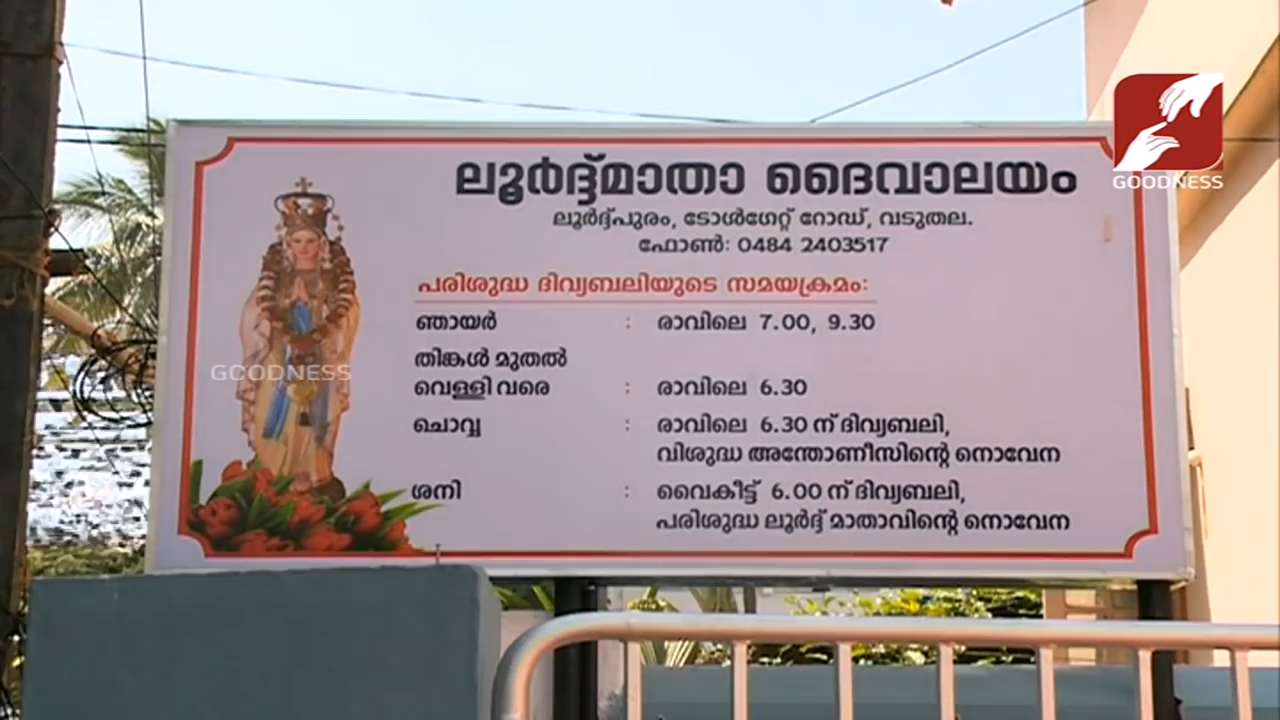 ലൂർദ്ദ്മാതാ ദൈവാലയം
ലൂർദ്ദ്പുരം, ടോൾഗേറ്റ് റോഡ്, വടുതല.
ഫോൺ: 0484 2403517
പരിശുദ്ധ ദിവ്യബലിയുടെ സമയക്രമം:
ഞായർ : രാവിലെ 7.00, 9.30
തിങ്കൾ മുതൽ
വെള്ളി വരെ : രാവിലെ 6.30
ചൊവ്വ : രാവിലെ 6.30 ന് ദിവ്യബലി,
വിശുദ്ധ അന്തോണീസിന്റെ നൊവേന
ശനി : വൈകീട്ട് 6.00 ന് ദിവ്യബലി,
പരിശുദ്ധ ലൂർദ്ദ് മാതാവിന്റെ നൊവേന
GOODNESS
GOODNESS